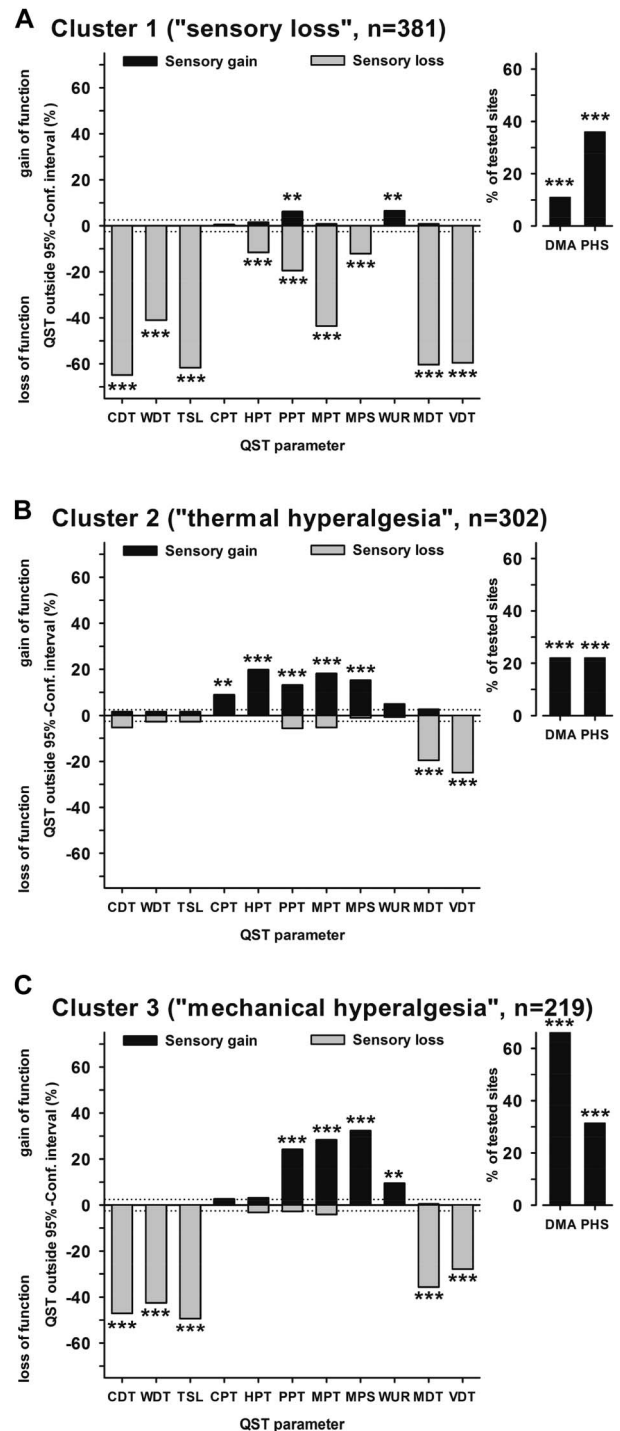 A Cluster 1 ("sensory loss", n=381)
Sensory gain Sensory loss
gain of function
loss of function
QST outside 95%-Conf. interval (%)
60
40
20
0
-20
-40
-60
** **
*** *** *** *** *** *** *** *** ***
CDT WDT TSL CPT HPT PPT MPT MPS WUR MDT VDT
QST parameter
% of tested sites
60
40
20
0
*** ***
DMA PHS
B Cluster 2 ("thermal hyperalgesia", n=302)
Sensory gain Sensory loss
gain of function
loss of function
QST outside 95%-Conf. interval (%)
60
40
20
0
-20
-40
-60
** *** *** *** ***
*** ***
CDT WDT TSL CPT HPT PPT MPT MPS WUR MDT VDT
QST parameter
% of tested sites
60
40
20
0
*** ***
DMA PHS
C Cluster 3 ("mechanical hyperalgesia", n=219)
Sensory gain Sensory loss
gain of function
loss of function
QST outside 95%-Conf. interval (%)
60
40
20
0
-20
-40
-60
*** *** *** **
*** *** *** *** ***
CDT WDT TSL CPT HPT PPT MPT MPS WUR MDT VDT
QST parameter
% of tested sites
60
40
20
0
*** ***
DMA PHS